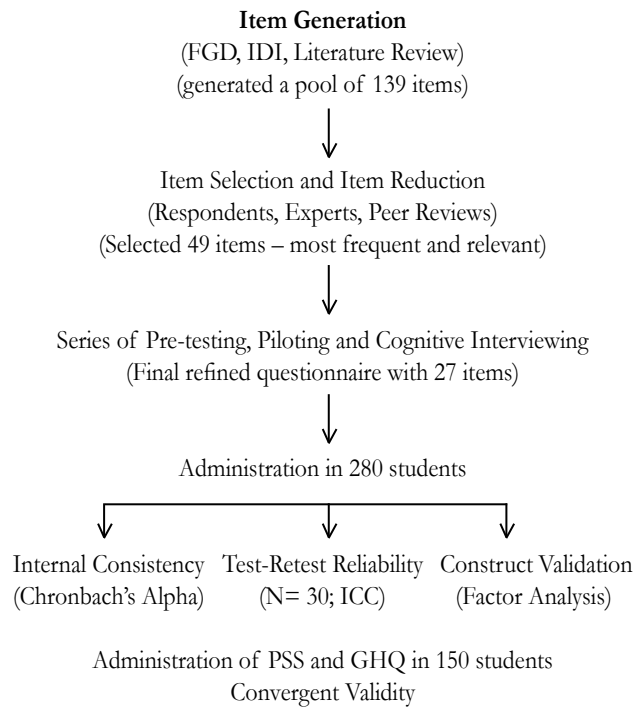 Item Generation
(FGD, IDI, Literature Review)
(generated a pool of 139 items)
Item Selection and Item Reduction
(Respondents, Experts, Peer Reviews)
(Selected 49 items – most frequent and relevant)
Series of Pre-testing, Piloting and Cognitive Interviewing
(Final refined questionnaire with 27 items)
Administration in 280 students
Internal Consistency
(Chronbach's Alpha)
Test-Retest Reliability
(N= 30; ICC)
Construct Validation
(Factor Analysis)
Administration of PSS and GHQ in 150 students
Convergent Validity